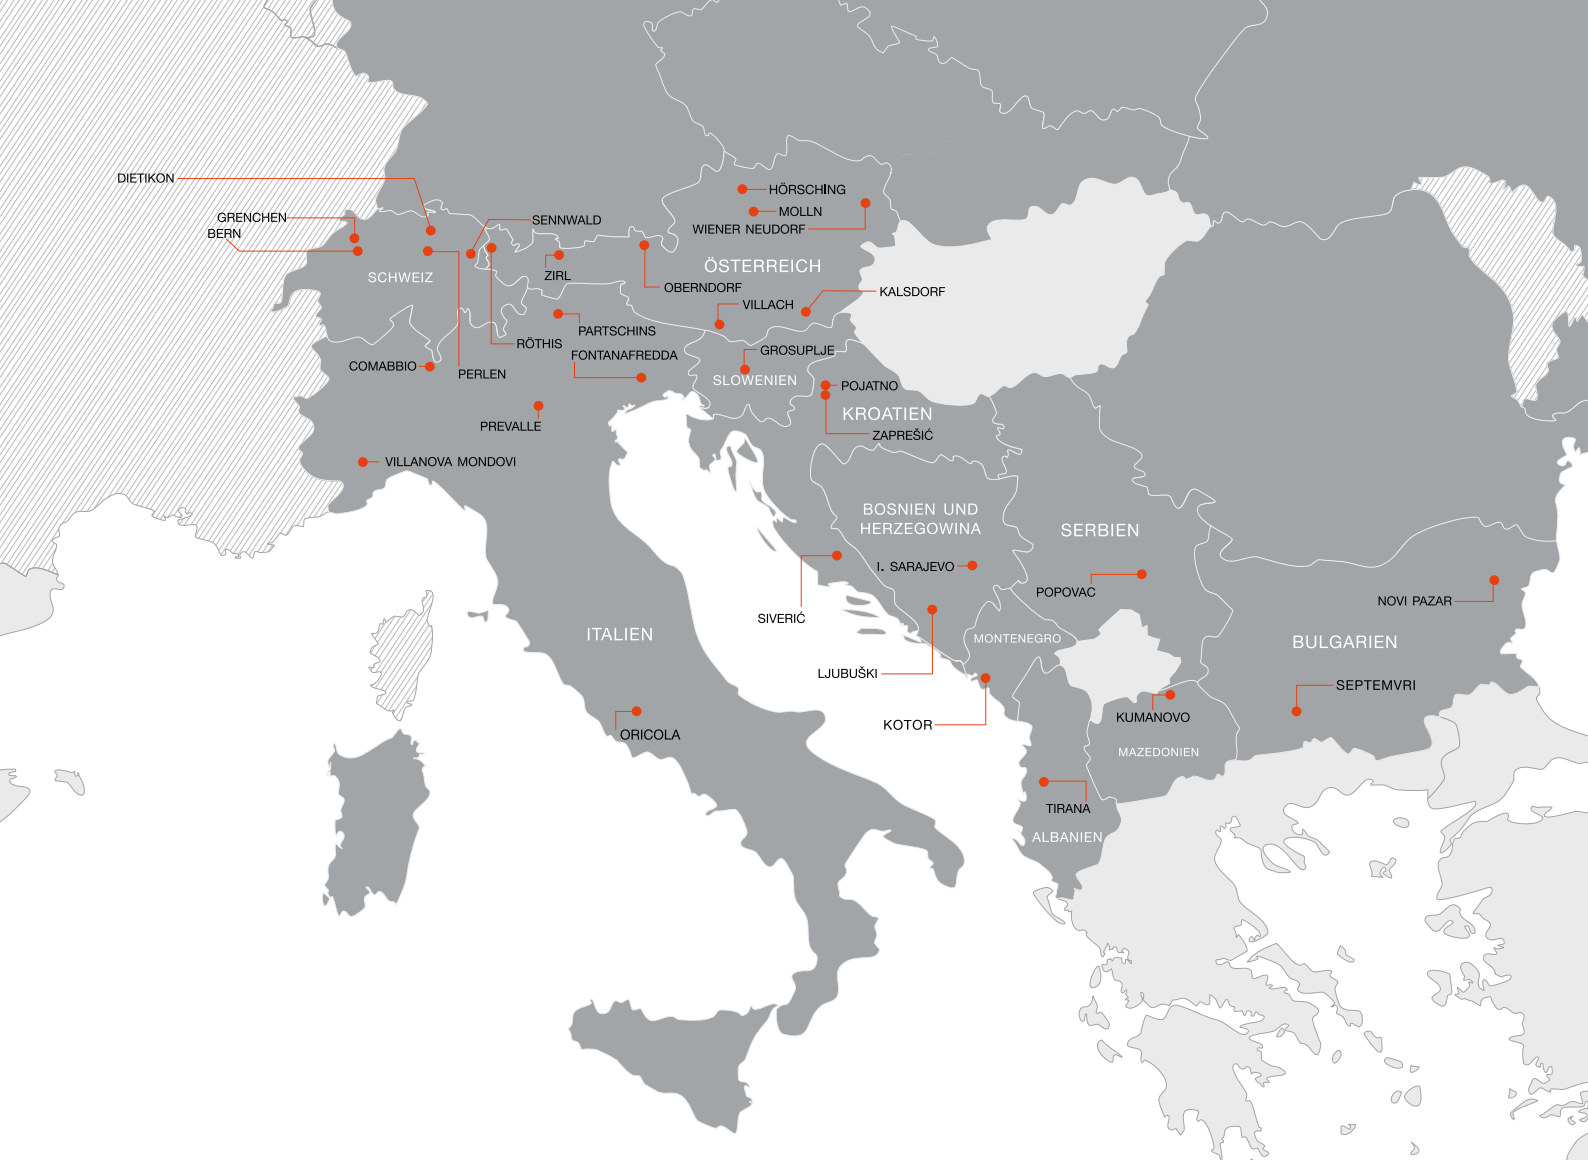 DIETIKON
HÖRSCHING
MOLLN
GRENCHEN
SENNWALD
WIENER NEUDORF
BERN
ÖSTERREICH
SCHWEIZ
ZIRL
OBERNDORF
KALSDORF
VILLACH
PARTSCHINS
RÖTHIS
GROSUPLJE
FONTANAFREDDA
COMABBIO
PERLEN
SLOWENIEN
POJATNO
KROATIEN
PREVALLE
ZAPREŠIĆ
VILLANOVA MONDOVI
BOSNIEN UND
HERZEGOWINA
SERBIEN
I. SARAJEVO
POPOVAC
NOVI PAZAR
SIVERIĆ
ITALIEN
MONTENEGRO
BULGARIEN
LJUBUŠKI
SEPTEMVRI
KUMANOVO
KOTOR
ORICOLA
MAZEDONIEN
TIRANA
ALBANIEN